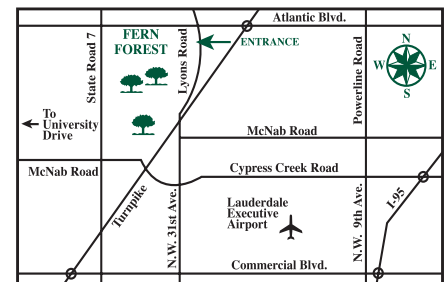 Atlantic Blvd.
State Road 7
FERN
FOREST
Lyons Road
ENTRANCE
Powerline Road
N
W
E
S
To
University
Drive
McNab Road
McNab Road
Cypress Creek Road
Turnpike
N.W. 31st Ave.
Lauderdale
Executive
Airport
N.W. 9th Ave.
I-95
Commercial Blvd.